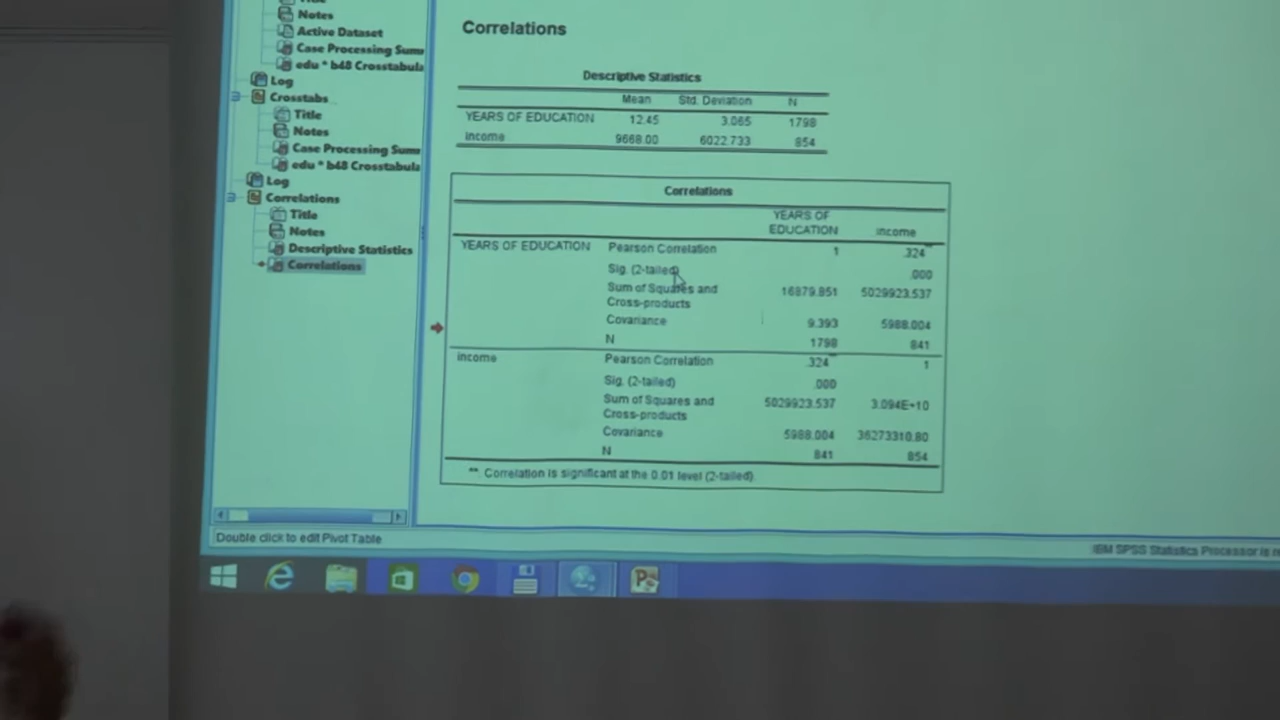 Notes
Active Dataset
Case Processing Summ
edu * b48 Crosstabula
Log
Crosstabs
Title
Notes
Case Processing Summ
edu * b48 Crosstabula
Log
Correlations
Title
Notes
Descriptive Statistics
Correlations
Correlations
Descriptive Statistics
Mean Std. Deviation N
YEARS OF EDUCATION 12.45 3.065 1798
income 9668.00 6022.733 854
Correlations
YEARS OF EDUCATION income
YEARS OF EDUCATION Pearson Correlation 1 .324**
Sig. (2-tailed) .000
Sum of Squares and Cross-products 16879.851 5029923.537
Covariance 9.393 5988.004
N 1798 841
income Pearson Correlation .324** 1
Sig. (2-tailed) .000
Sum of Squares and Cross-products 5029923.537 3.094E+10
Covariance 5988.004 36273310.80
N 841 854
**. Correlation is significant at the 0.01 level (2-tailed).
Double click to edit Pivot Table
IBM SPSS Statistics Processor is